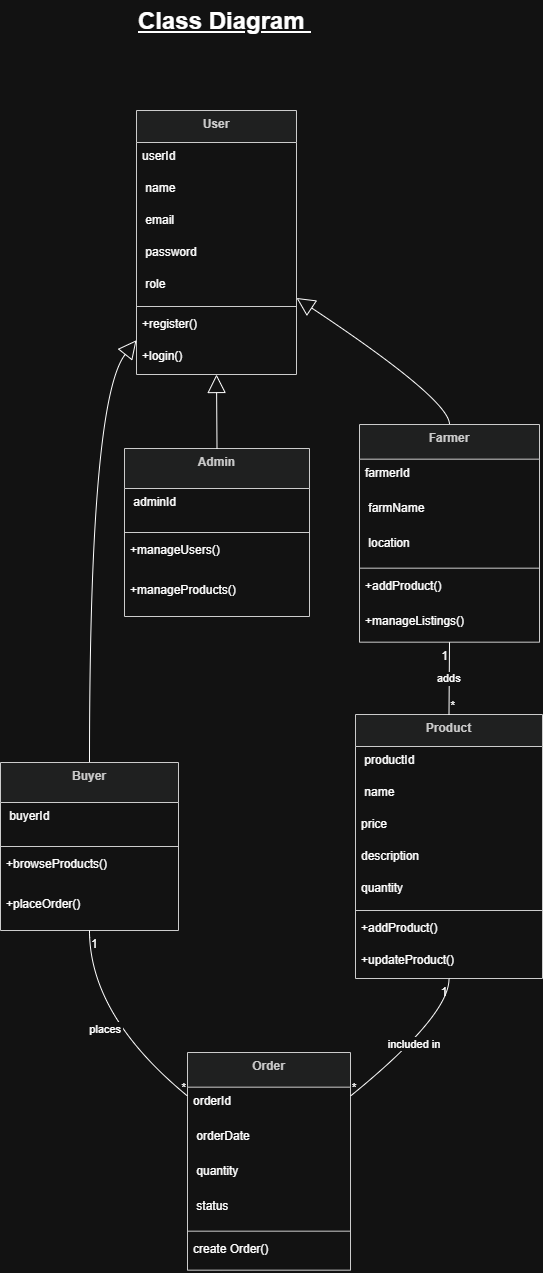 Class Diagram
User
userId
name
email
password
role
+register()
+login()
Admin
adminId
+manageUsers()
+manageProducts()
Farmer
farmerId
farmName
location
+addProduct()
+manageListings()
1
adds
*
Product
productId
name
price
description
quantity
+addProduct()
+updateProduct()
Buyer
buyerId
+browseProducts()
+placeOrder()
1
places
*
1
included in
*
Order
orderId
orderDate
quantity
status
create Order()